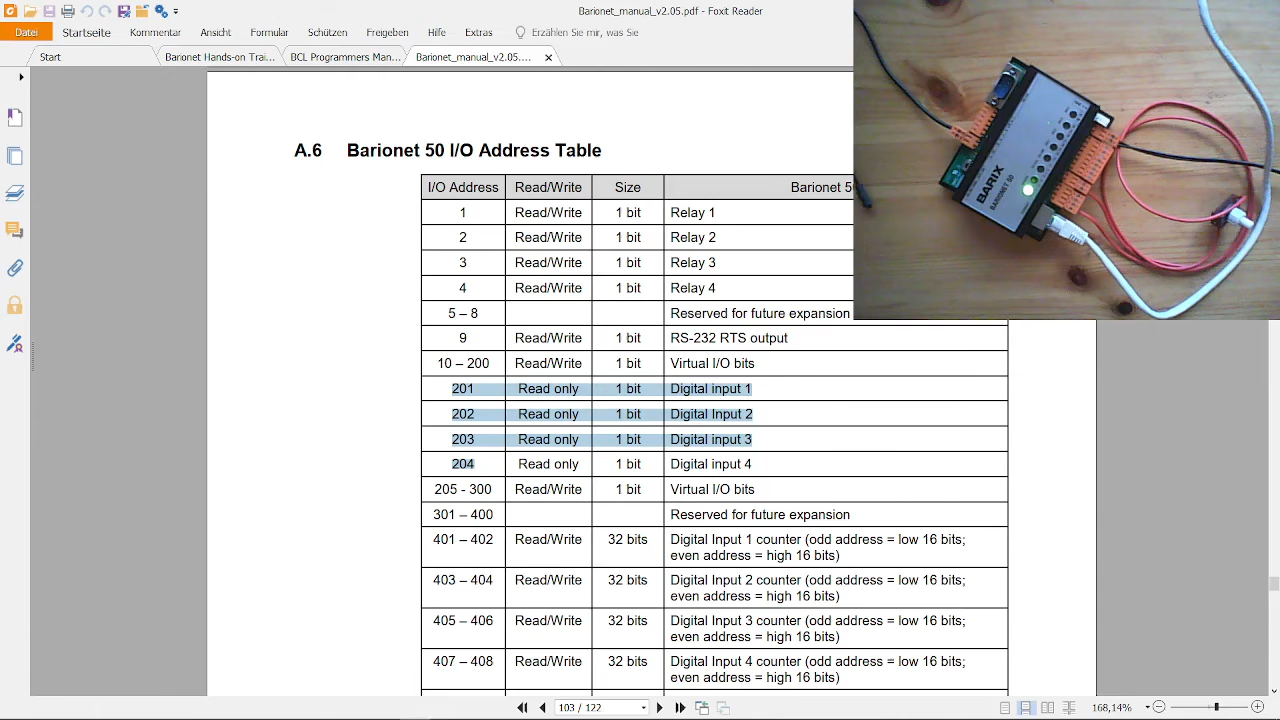 Barionet_manual_v2.05.pdf - Foxit Reader
Datei Startseite Kommentar Ansicht Formular Schützen Freigeben Hilfe Extras Erzählen Sie mir, was Sie
Start Barionet Hands-on Trai... BCL Programmers Man... Barionet_manual_v2.05....
A.6 Barionet 50 I/O Address Table
I/O Address Read/Write Size Barionet 50
1 Read/Write 1 bit Relay 1
2 Read/Write 1 bit Relay 2
3 Read/Write 1 bit Relay 3
4 Read/Write 1 bit Relay 4
5 – 8 Reserved for future expansion
9 Read/Write 1 bit RS-232 RTS output
10 – 200 Read/Write 1 bit Virtual I/O bits
201 Read only 1 bit Digital input 1
202 Read only 1 bit Digital Input 2
203 Read only 1 bit Digital input 3
204 Read only 1 bit Digital input 4
205 - 300 Read/Write 1 bit Virtual I/O bits
301 – 400 Reserved for future expansion
401 – 402 Read/Write 32 bits Digital Input 1 counter (odd address = low 16 bits;
even address = high 16 bits)
403 – 404 Read/Write 32 bits Digital Input 2 counter (odd address = low 16 bits;
even address = high 16 bits)
405 – 406 Read/Write 32 bits Digital Input 3 counter (odd address = low 16 bits;
even address = high 16 bits)
407 – 408 Read/Write 32 bits Digital Input 4 counter (odd address = low 16 bits;
even address = high 16 bits)
BARIX
BARIONET 50
103 / 122
168,14%